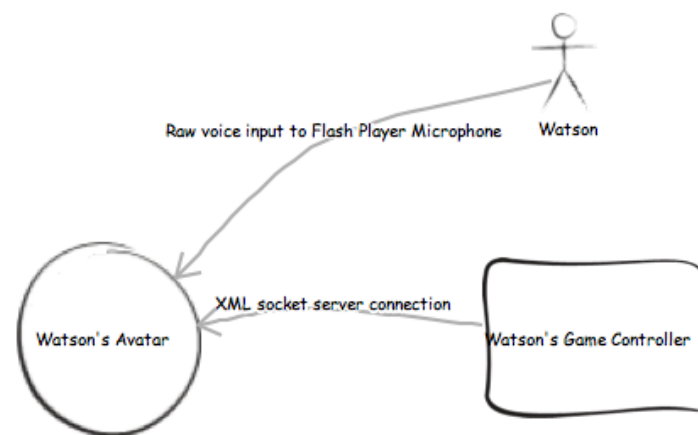 Raw voice input to Flash Player Microphone
Watson
XML socket server connection
Watson's Avatar
Watson's Game Controller